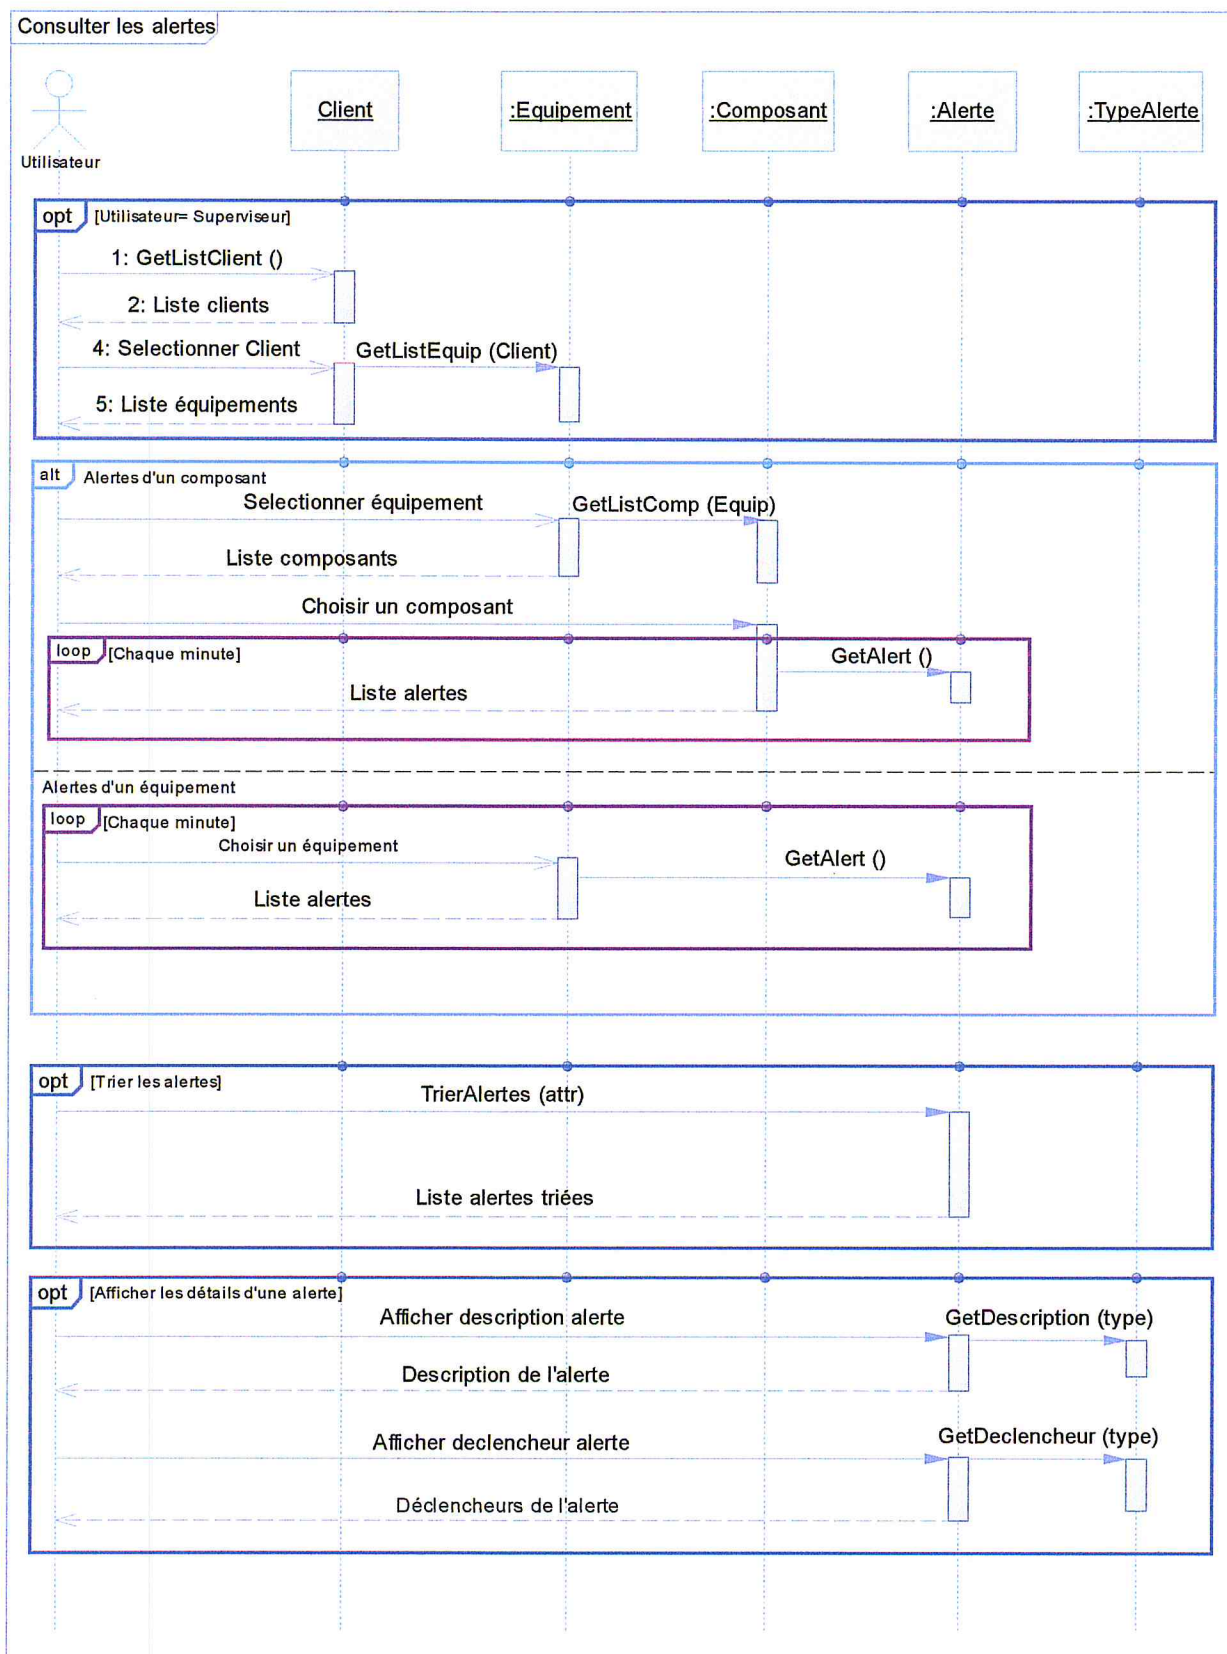 Consulter les alertes
Client
:Equipement
:Composant
:Alerte
:TypeAlerte
Utilisateur
opt [Utilisateur= Superviseur]
1: GetListClient ()
2: Liste clients
4: Selectionner Client
GetListEquip (Client)
5: Liste équipements
alt Alertes d'un composant
Selectionner équipement
GetListComp (Equip)
Liste composants
Choisir un composant
loop [Chaque minute]
GetAlert ()
Liste alertes
Alertes d'un équipement
loop [Chaque minute]
Choisir un équipement
GetAlert ()
Liste alertes
opt [Trier les alertes]
TrierAlertes (attr)
Liste alertes triées
opt [Afficher les détails d'une alerte]
Afficher description alerte
GetDescription (type)
Description de l'alerte
Afficher declencheur alerte
GetDeclencheur (type)
Déclencheurs de l'alerte